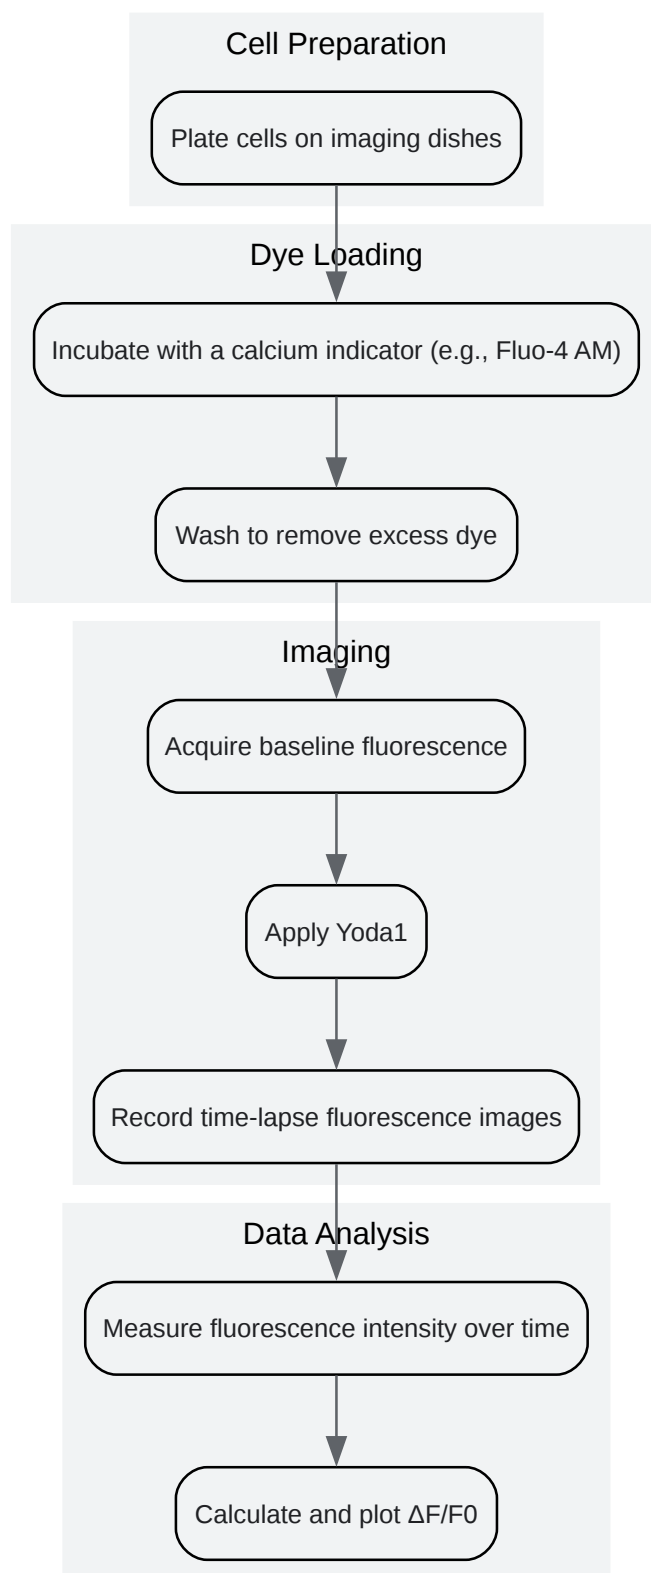 Cell Preparation
Plate cells on imaging dishes
Dye Loading
Incubate with a calcium indicator (e.g., Fluo-4 AM)
Wash to remove excess dye
Imaging
Acquire baseline fluorescence
Apply Yoda1
Record time-lapse fluorescence images
Data Analysis
Measure fluorescence intensity over time
Calculate and plot ΔF/F0